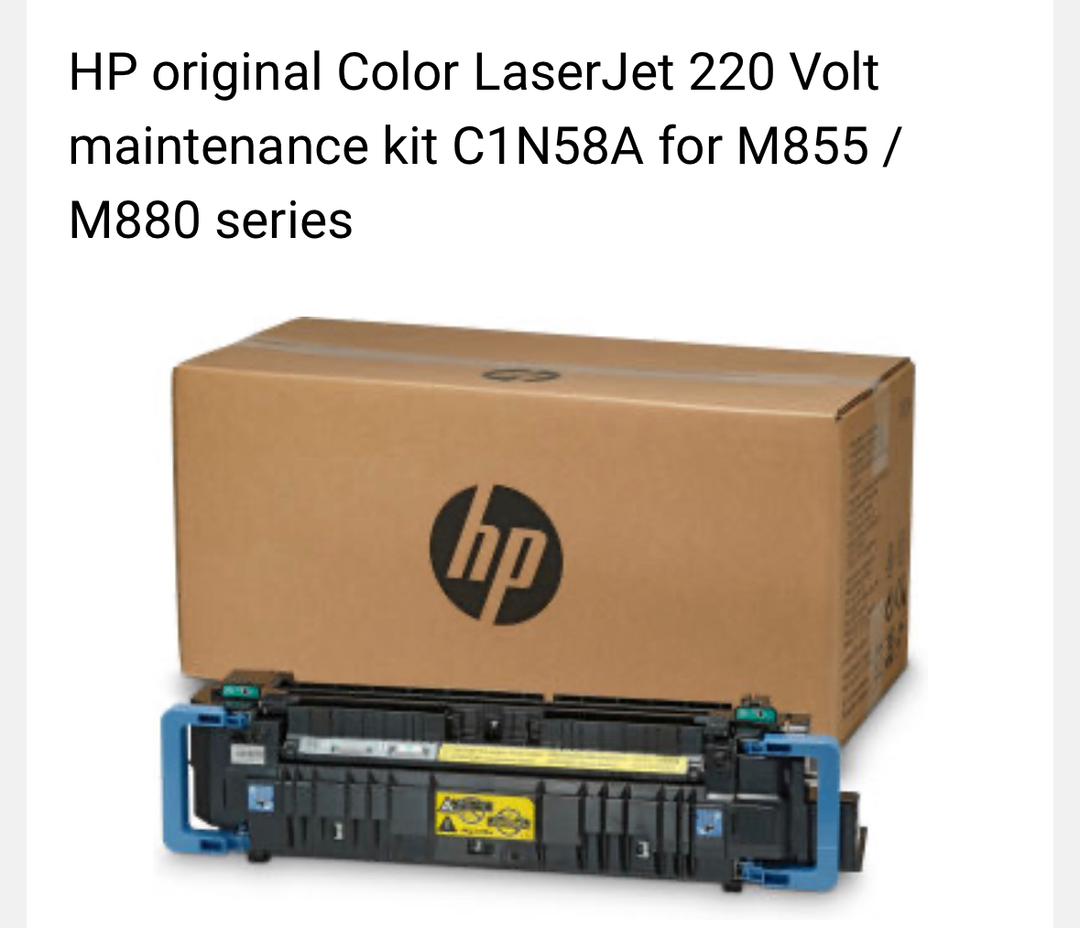 HP original Color LaserJet 220 Volt
maintenance kit C1N58A for M855 /
M880 series
hp